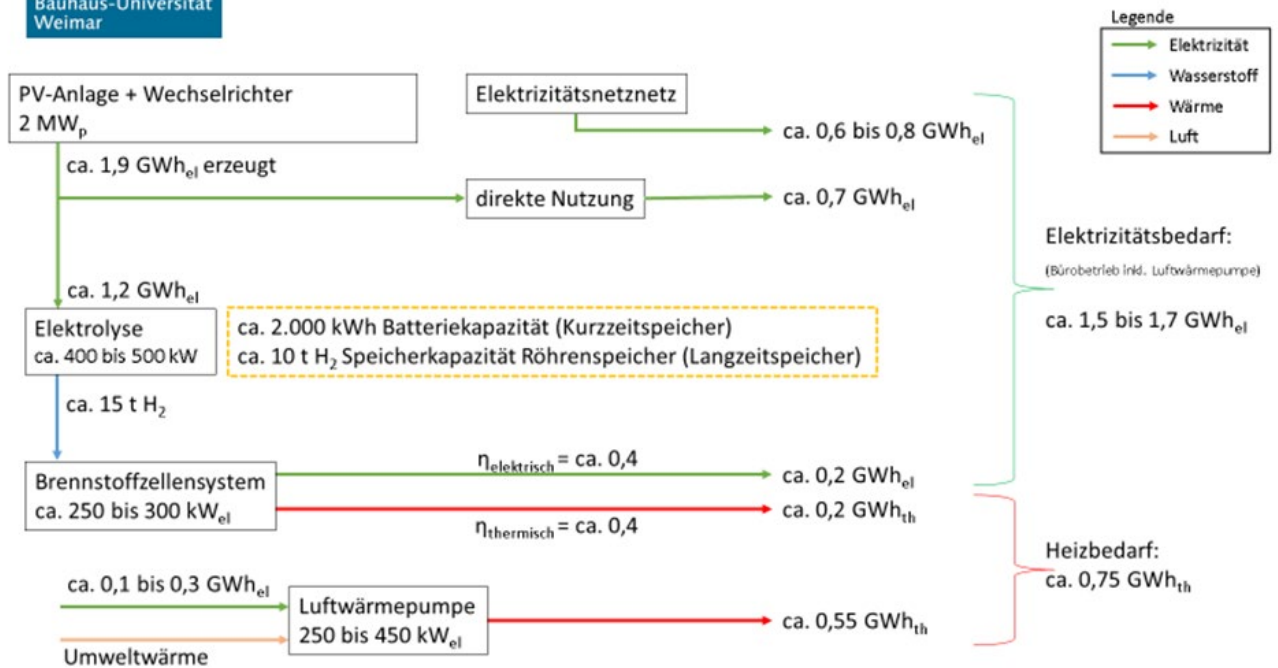 Bauhaus-Universität
Weimar
Legende
Elektrizität
Wasserstoff
Wärme
Luft
PV-Anlage + Wechselrichter
2 MWp
Elektrizitätsnetznetz
ca. 0,6 bis 0,8 GWhel
ca. 1,9 GWhel erzeugt
direkte Nutzung
ca. 0,7 GWhel
Elektrizitätsbedarf:
(Bürobetrieb inkl. Luftwärmepumpe)
ca. 1,5 bis 1,7 GWhel
ca. 1,2 GWhel
Elektrolyse
ca. 400 bis 500 kW
ca. 2.000 kWh Batteriekapazität (Kurzzeitspeicher)
ca. 10 t H2 Speicherkapazität Röhrenspeicher (Langzeitspeicher)
ca. 15 t H2
Brennstoffzellensystem
ca. 250 bis 300 kWel
ηelektrisch = ca. 0,4
ca. 0,2 GWhel
ηthermisch = ca. 0,4
ca. 0,2 GWhth
Heizbedarf:
ca. 0,75 GWhth
ca. 0,1 bis 0,3 GWhel
Luftwärmepumpe
250 bis 450 kWel
ca. 0,55 GWhth
Umweltwärme